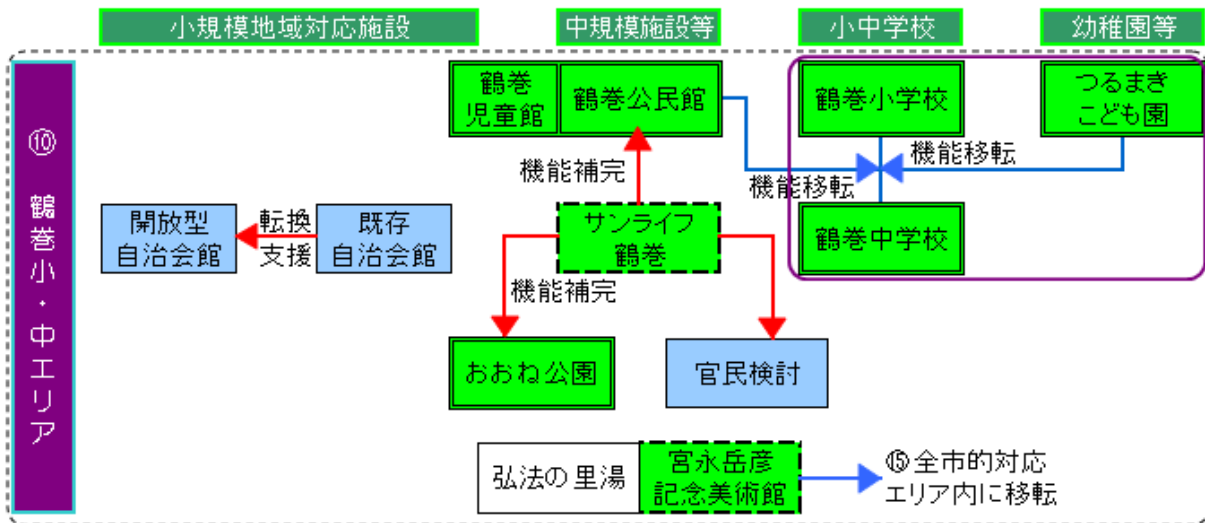 小規模地域対応施設
中規模施設等
小中学校
幼稚園等
⑩ 鶴巻小・中エリア
鶴巻
児童館
鶴巻公民館
鶴巻小学校
つるまき
こども園
機能補完
機能移転
機能移転
開放型
自治会館
転換
支援
既存
自治会館
サンライフ
鶴巻
鶴巻中学校
機能補完
おおね公園
官民検討
弘法の里湯
宮永岳彦
記念美術館
⑮全市的対応
エリア内に移転